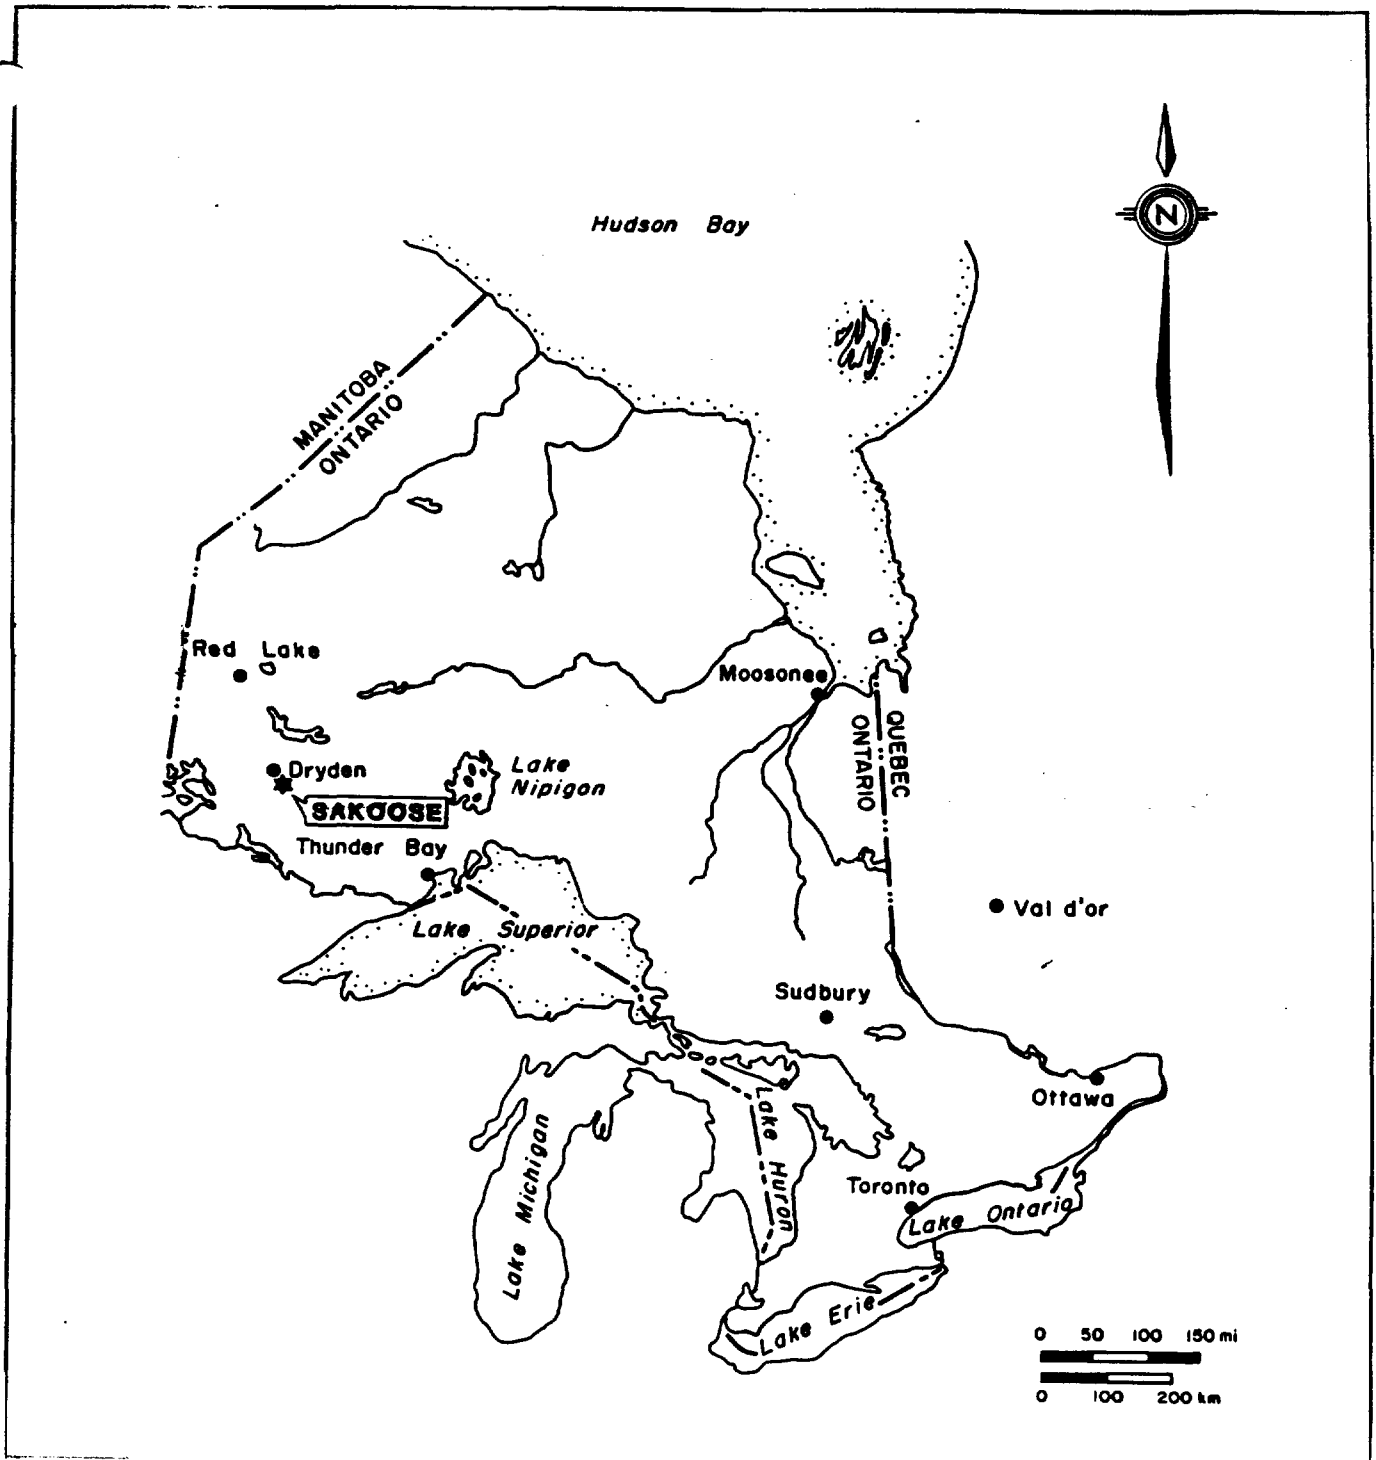 N
Hudson Bay
MANITOBA
ONTARIO
Red Lake
Moosonee
QUEBEC
ONTARIO
Dryden
Lake
Nipigon
SAKOOSE
Thunder Bay
Lake Superior
Val d'or
Sudbury
Ottawa
Lake Huron
Lake Michigan
Toronto
Lake Ontario
Lake Erie
0 50 100 150 mi
0 100 200 km